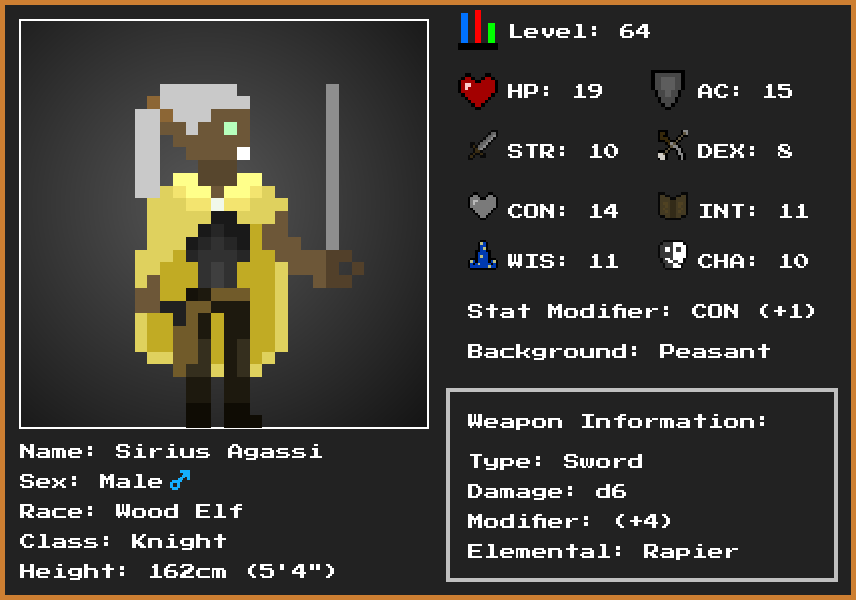 Level: 64
HP: 19 AC: 15
STR: 10 DEX: 8
CON: 14 INT: 11
WIS: 11 CHA: 10
Stat Modifier: CON (+1)
Background: Peasant
Weapon Information:
Type: Sword
Damage: d6
Modifier: (+4)
Elemental: Rapier
Name: Sirius Agassi
Sex: Male ♂
Race: Wood Elf
Class: Knight
Height: 162cm (5'4")